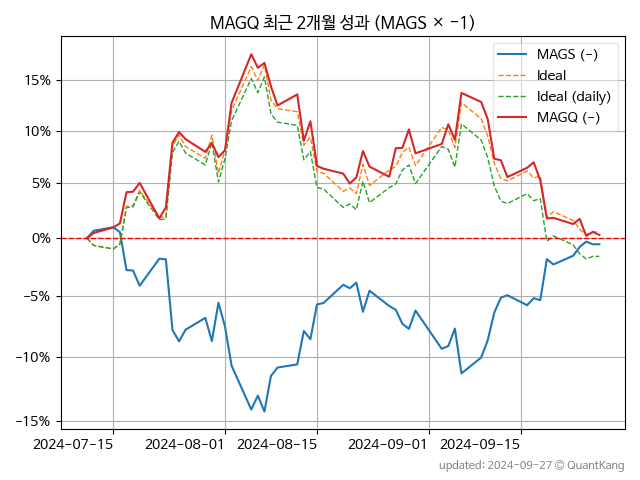 MAGQ 최근 2개월 성과 (MAGS × −1)
MAGS (−)
Ideal
Ideal (daily)
MAGQ (−)
15%
10%
5%
0%
−5%
−10%
−15%
2024-07-15
2024-08-01
2024-08-15
2024-09-01
2024-09-15
updated: 2024-09-27 © QuantKang